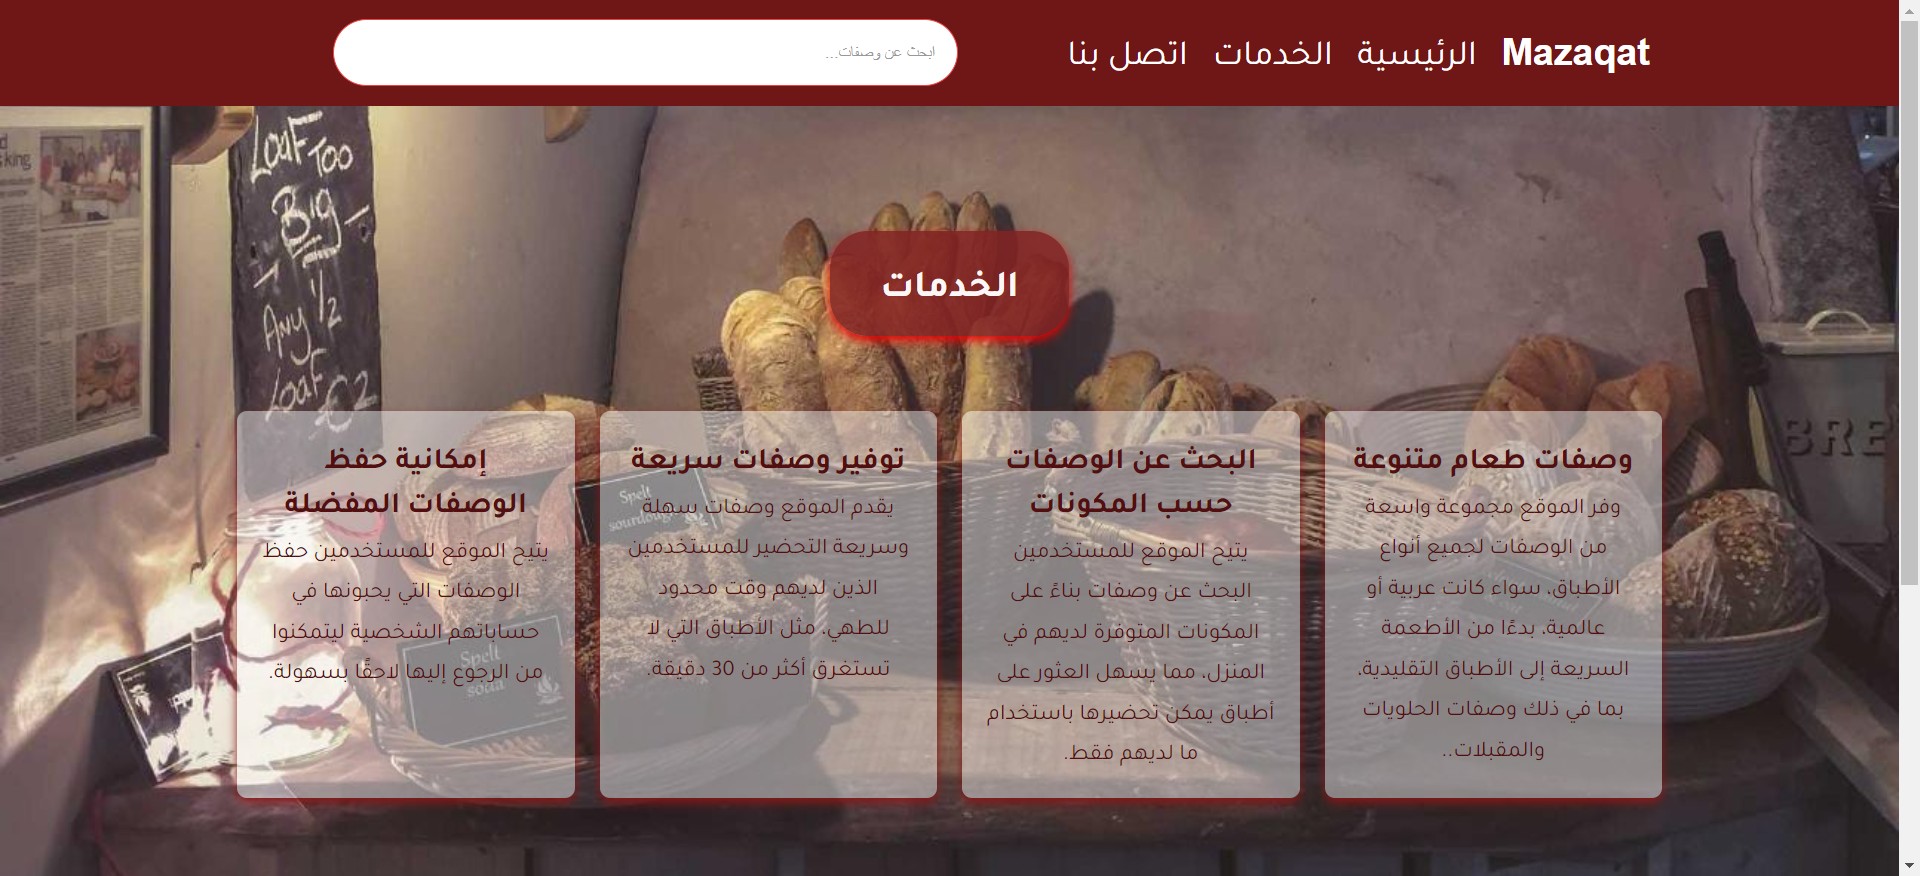 Mazaqat
الرئيسية
الخدمات
اتصل بنا
ابحث عن وصفات...
LOAF TOO
BIg
Any 1/2
Loaf
€2
BRE
الخدمات
وصفات طعام متنوعة
وفر الموقع مجموعة واسعة
من الوصفات لجميع أنواع
الأطباق، سواء كانت عربية أو
عالمية، بدءًا من الأطعمة
السريعة إلى الأطباق التقليدية،
بما في ذلك وصفات الحلويات
والمقبلات..
البحث عن الوصفات
حسب المكونات
يتيح الموقع للمستخدمين
البحث عن وصفات بناءً على
المكونات المتوفرة لديهم في
المنزل، مما يسهل العثور على
أطباق يمكن تحضيرها باستخدام
ما لديهم فقط.
توفير وصفات سريعة
يقدم الموقع وصفات سهلة
وسريعة التحضير للمستخدمين
الذين لديهم وقت محدود
للطهي، مثل الأطباق التي لا
تستغرق أكثر من 30 دقيقة.
Spelt
sourdough
إمكانية حفظ
الوصفات المفضلة
يتيح الموقع للمستخدمين حفظ
الوصفات التي يحبونها في
حساباتهم الشخصية ليتمكنوا
من الرجوع إليها لاحقًا بسهولة.
Spelt
soda